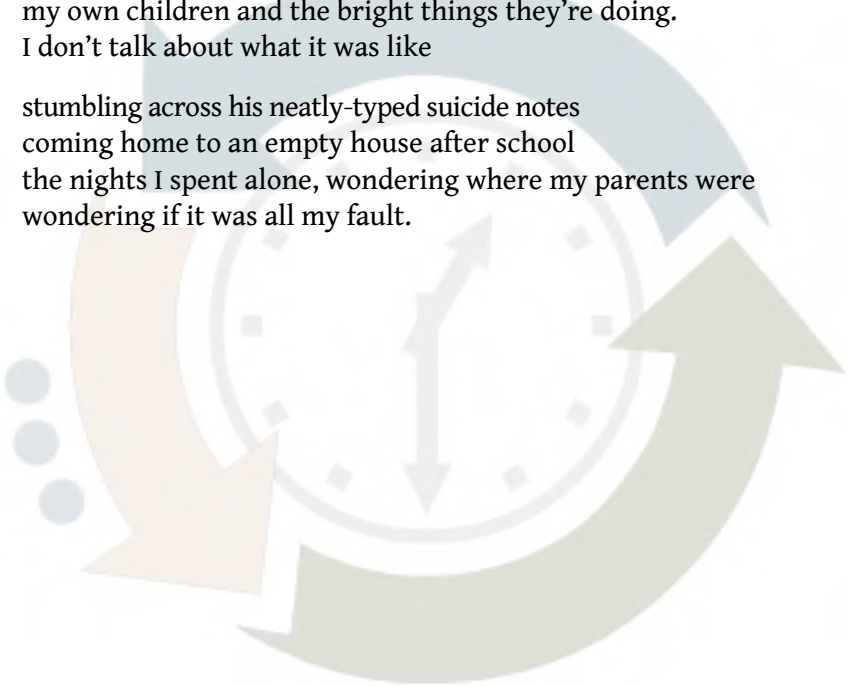 my own children and the bright things they're doing.
I don't talk about what it was like
stumbling across his neatly-typed suicide notes
coming home to an empty house after school
the nights I spent alone, wondering where my parents were
wondering if it was all my fault.